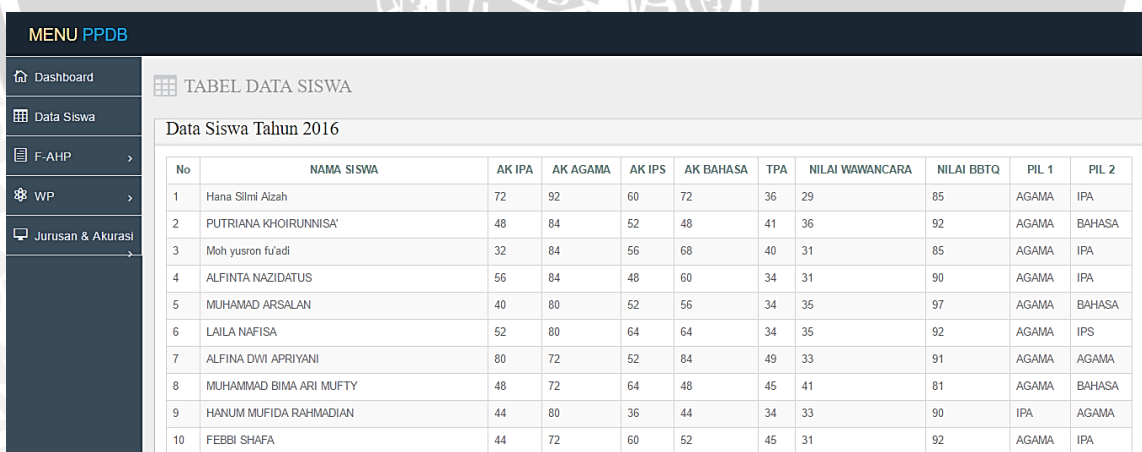 MENU PPDB
Dashboard
Data Siswa
F-AHP
WP
Jurusan & Akurasi
TABEL DATA SISWA
Data Siswa Tahun 2016
No NAMA SISWA AK IPA AK AGAMA AK IPS AK BAHASA TPA NILAI WAWANCARA NILAI BBTQ PIL 1 PIL 2
1 Hana Silmi Aizah 72 92 60 72 36 29 85 AGAMA IPA
2 PUTRIANA KHOIRUNNISA' 48 84 52 48 41 36 92 AGAMA BAHASA
3 Moh yusron fu'adi 32 84 56 68 40 31 85 AGAMA IPA
4 ALFINTA NAZIDATUS 56 84 48 60 34 31 90 AGAMA IPA
5 MUHAMAD ARSALAN 40 80 52 56 34 35 97 AGAMA BAHASA
6 LAILA NAFISA 52 80 64 64 34 35 92 AGAMA IPS
7 ALFINA DWI APRIYANI 80 72 52 84 49 33 91 AGAMA AGAMA
8 MUHAMMAD BIMA ARI MUFTY 48 72 64 48 45 41 81 AGAMA BAHASA
9 HANUM MUFIDA RAHMADIAN 44 80 36 44 34 33 90 IPA AGAMA
10 FEBBI SHAFA 44 72 60 52 45 31 92 AGAMA IPA